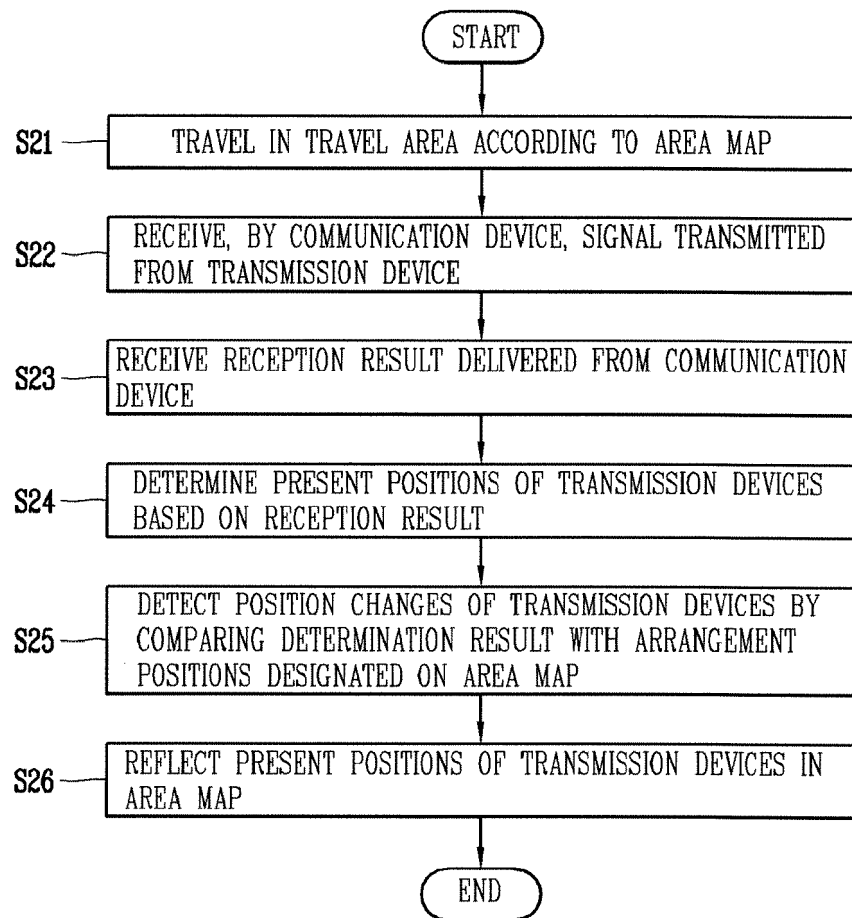 START
S21
TRAVEL IN TRAVEL AREA ACCORDING TO AREA MAP
S22
RECEIVE, BY COMMUNICATION DEVICE, SIGNAL TRANSMITTED
FROM TRANSMISSION DEVICE
S23
RECEIVE RECEPTION RESULT DELIVERED FROM COMMUNICATION
DEVICE
S24
DETERMINE PRESENT POSITIONS OF TRANSMISSION DEVICES
BASED ON RECEPTION RESULT
S25
DETECT POSITION CHANGES OF TRANSMISSION DEVICES BY
COMPARING DETERMINATION RESULT WITH ARRANGEMENT
POSITIONS DESIGNATED ON AREA MAP
S26
REFLECT PRESENT POSITIONS OF TRANSMISSION DEVICES IN
AREA MAP
END